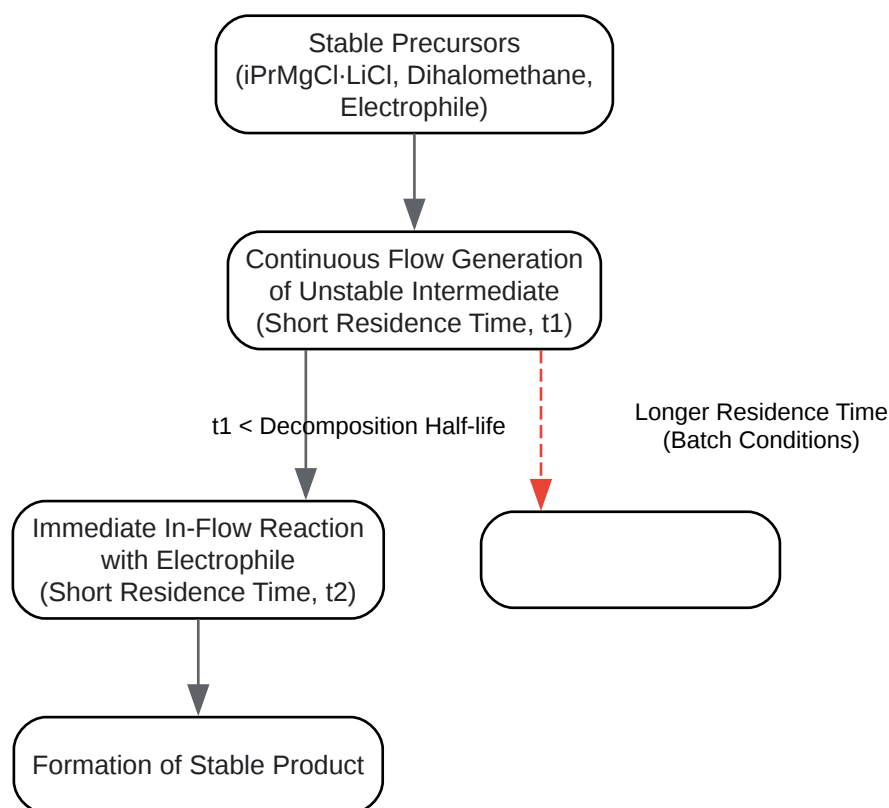 Stable Precursors
(iPrMgCl·LiCl, Dihalomethane,
Electrophile)
Continuous Flow Generation
of Unstable Intermediate
(Short Residence Time, t1)
t1 < Decomposition Half-life
Longer Residence Time
(Batch Conditions)
Immediate In-Flow Reaction
with Electrophile
(Short Residence Time, t2)
Formation of Stable Product